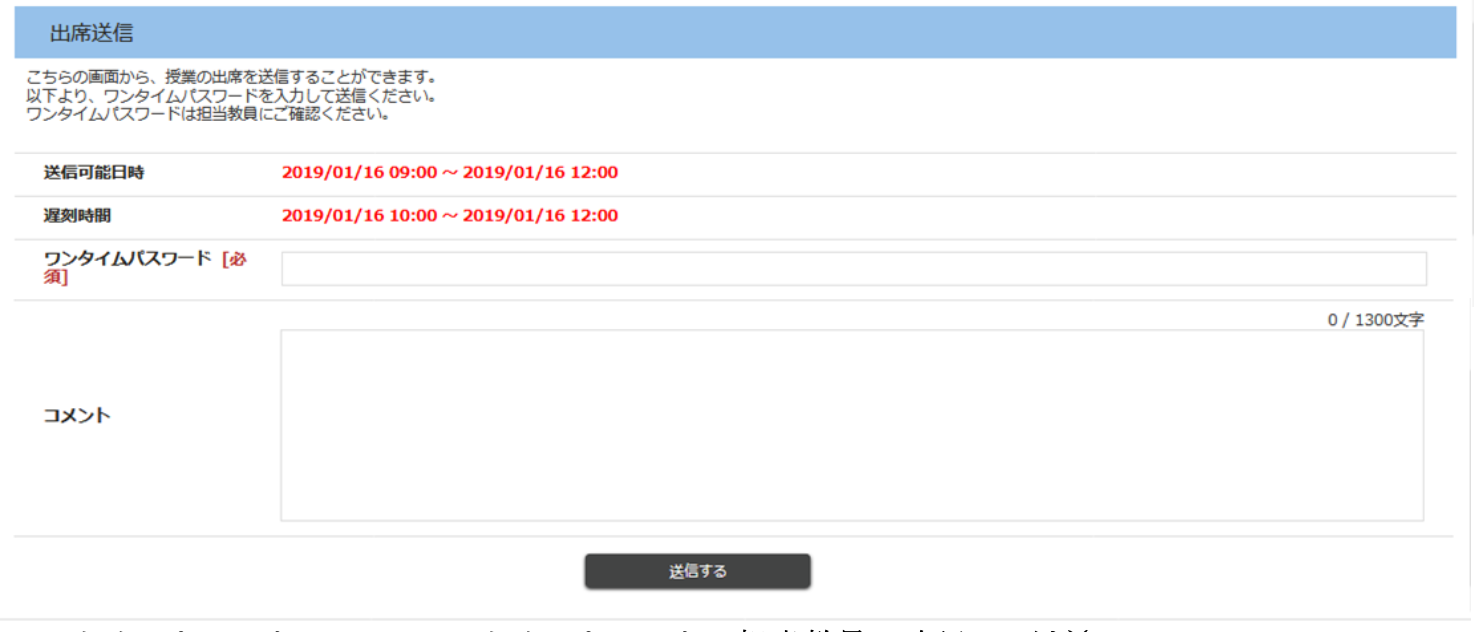 出席送信
こちらの画面から、授業の出席を送信することができます。
以下より、ワンタイムパスワードを入力して送信ください。
ワンタイムパスワードは担当教員にご確認ください。
送信可能日時 2019/01/16 09:00 ～ 2019/01/16 12:00
遅刻時間 2019/01/16 10:00 ～ 2019/01/16 12:00
ワンタイムパスワード [必
須]
0 / 1300文字
コメント
送信する